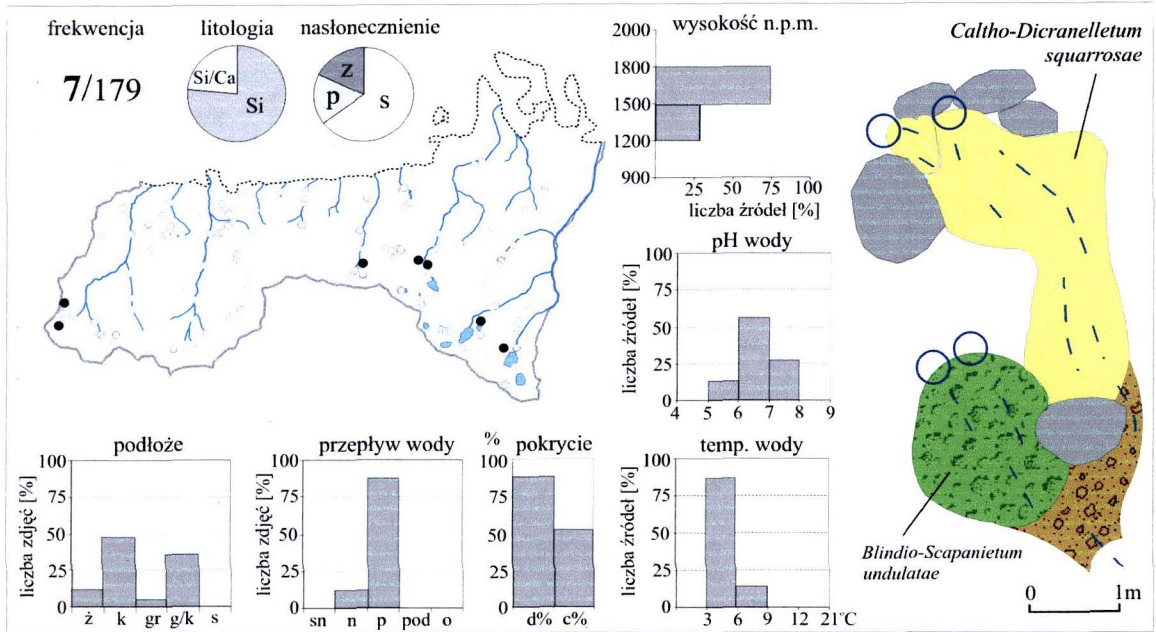 frekwencja
7/179
litologia
Si/Ca
Si
nasłonecznienie
z
p
s
wysokość n.p.m.
2000
1800
1500
1200
900
25 50 75 100
liczba źródeł [%]
Caltho-Dicranelletum
squarrosae
pH wody
liczba źródeł [%]
100
75
50
25
0
4 5 6 7 8 9
podłoże
liczba zdjęć [%]
100
75
50
25
0
ż k gr g/k s
przepływ wody
liczba zdjęć [%]
100
75
50
25
0
sn n p pod o
pokrycie
%
100
75
50
25
0
d% c%
temp. wody
liczba źródeł [%]
100
75
50
25
0
3 6 9 12 21°C
Blindio-Scapanietum
undulatae
0 1m